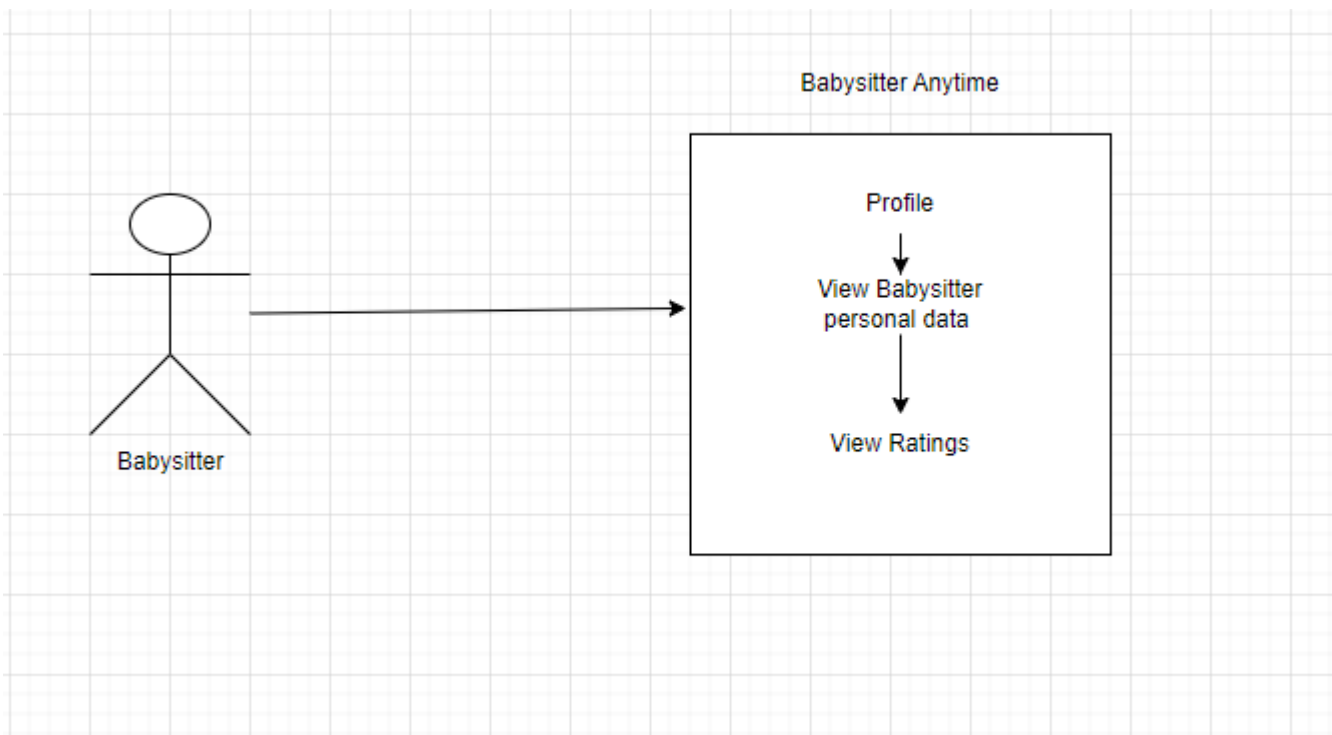 Babysitter Anytime
Profile
View Babysitter
personal data
View Ratings
Babysitter